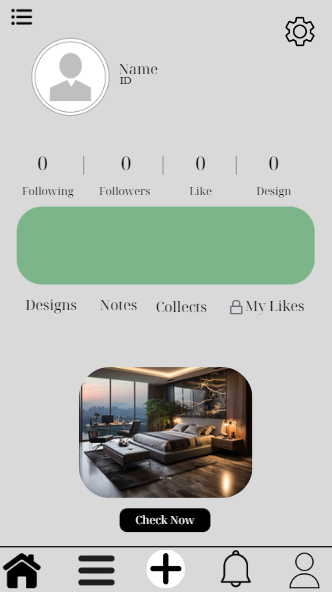 Name
ID
0 0 0 0
Following Followers Like Design
Designs Notes Collects My Likes
Check Now